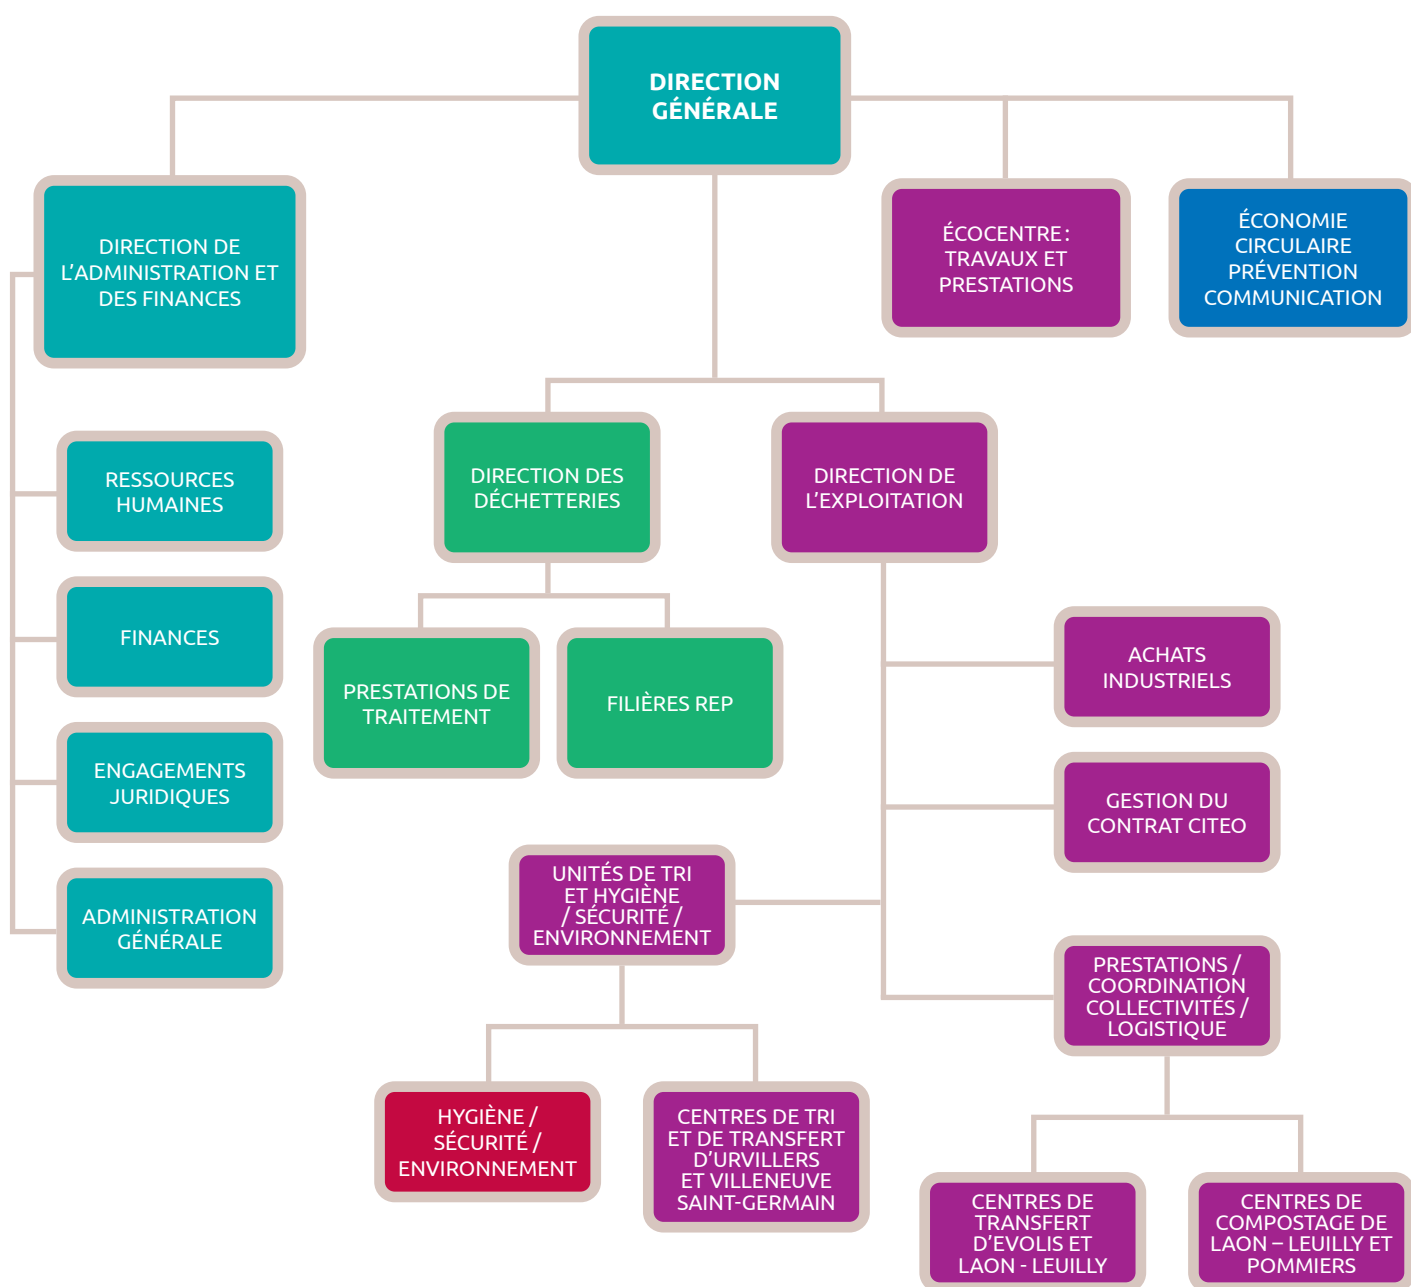 DIRECTION
GÉNÉRALE
DIRECTION DE
L'ADMINISTRATION ET
DES FINANCES
ÉCOCENTRE :
TRAVAUX ET
PRESTATIONS
ÉCONOMIE
CIRCULAIRE
PRÉVENTION
COMMUNICATION
RESSOURCES
HUMAINES
FINANCES
ENGAGEMENTS
JURIDIQUES
ADMINISTRATION
GÉNÉRALE
DIRECTION DES
DÉCHETTERIES
DIRECTION DE
L'EXPLOITATION
PRESTATIONS DE
TRAITEMENT
FILIÈRES REP
ACHATS
INDUSTRIELS
GESTION DU
CONTRAT CITEO
UNITÉS DE TRI
ET HYGIÈNE
/ SÉCURITÉ /
ENVIRONNEMENT
PRESTATIONS /
COORDINATION
COLLECTIVITÉS /
LOGISTIQUE
HYGIÈNE /
SÉCURITÉ /
ENVIRONNEMENT
CENTRES DE TRI
ET DE TRANSFERT
D'URVILLERS
ET VILLENEUVE
SAINT-GERMAIN
CENTRES DE
TRANSFERT
D'EVOLIS ET
LAON - LEUILLY
CENTRES DE
COMPOSTAGE DE
LAON – LEUILLY ET
POMMIERS